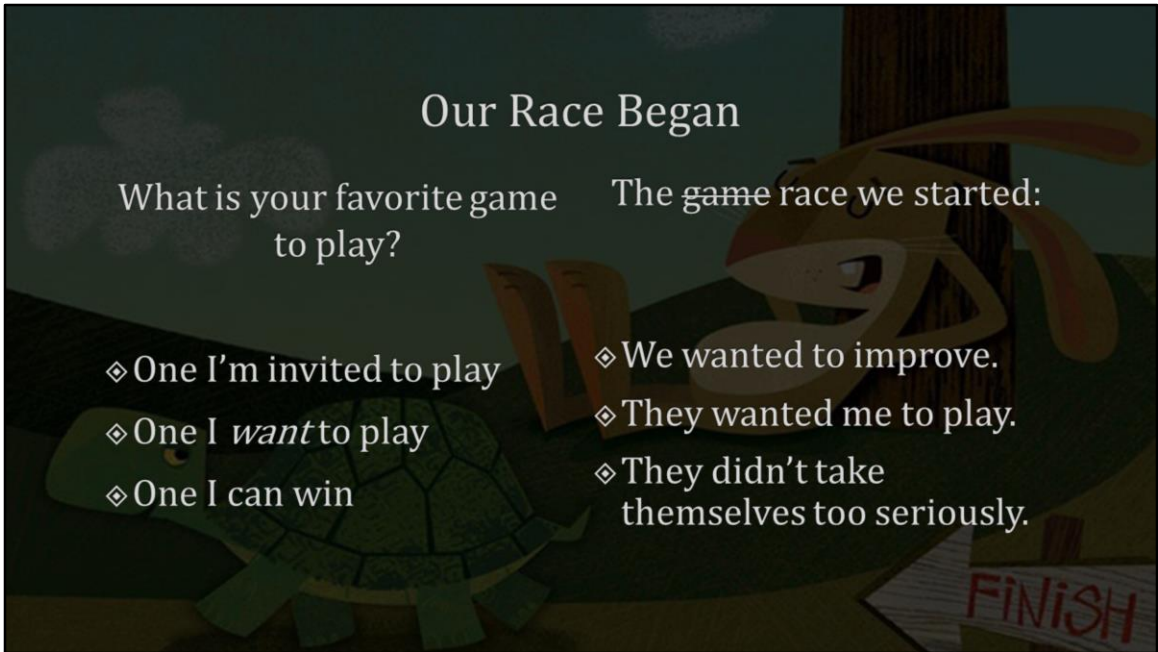 Our Race Began
What is your favorite game
to play?
◈One I’m invited to play
◈One I want to play
◈One I can win
The game race we started:
◈We wanted to improve.
◈They wanted me to play.
◈They didn’t take
themselves too seriously.
FiNiSH